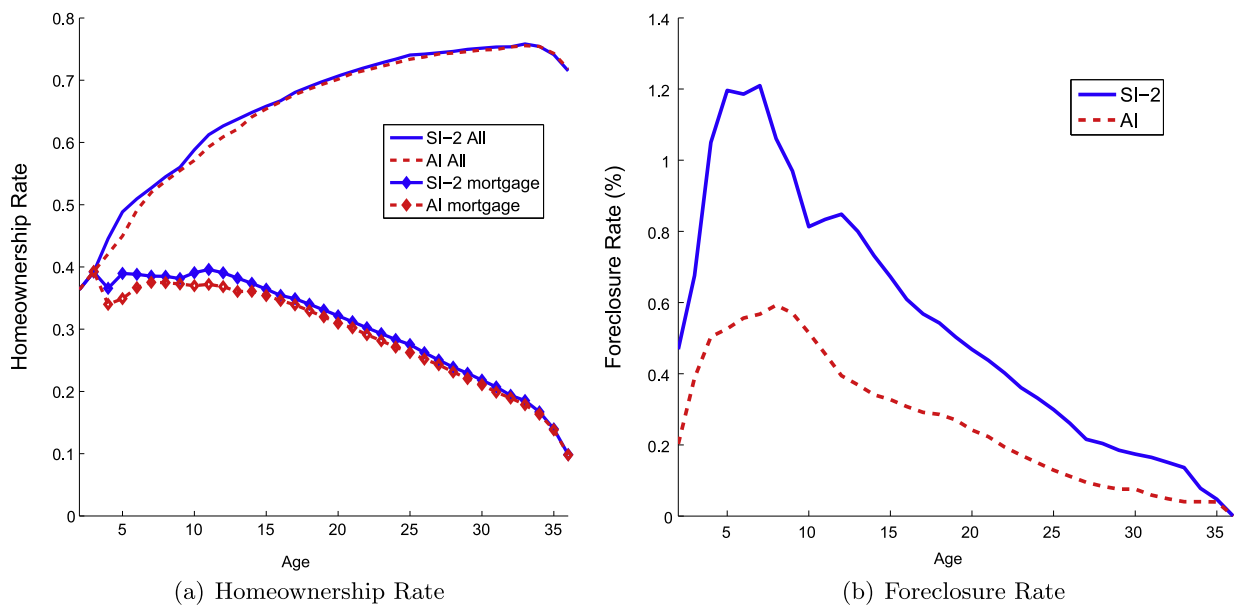 0.8
0.7
0.6
0.5
0.4
0.3
0.2
0.1
0
Homeownership Rate
SI-2 All
AI All
SI-2 mortgage
AI mortgage
5 10 15 20 25 30 35
Age
(a) Homeownership Rate
1.4
1.2
1
0.8
0.6
0.4
0.2
0
Foreclosure Rate (%)
SI-2
AI
5 10 15 20 25 30 35
Age
(b) Foreclosure Rate